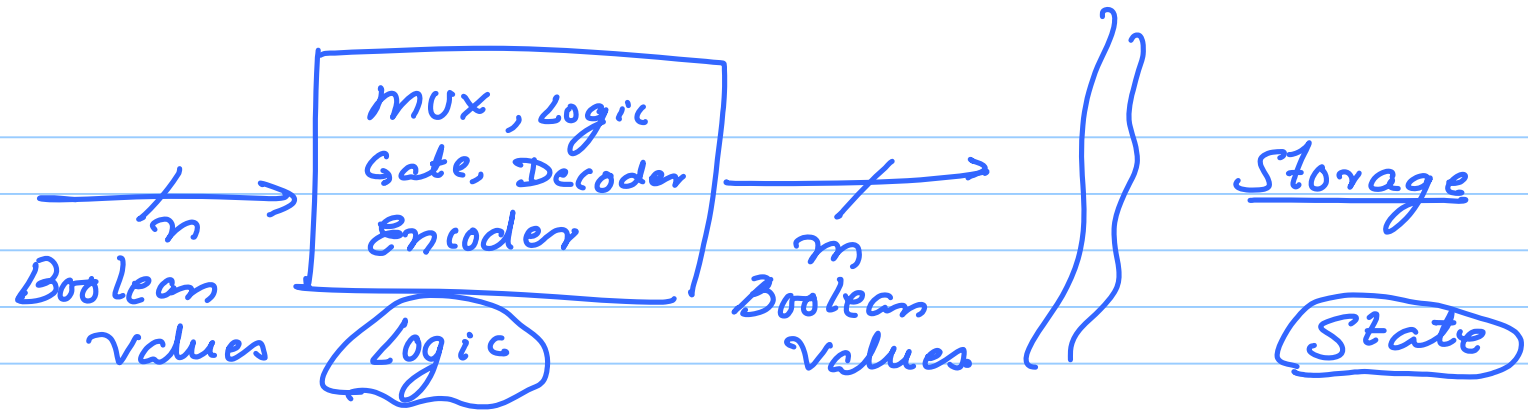 MUX, Logic
Gate, Decoder
Encoder
n
Boolean
values
Logic
m
Boolean
values
Storage
State